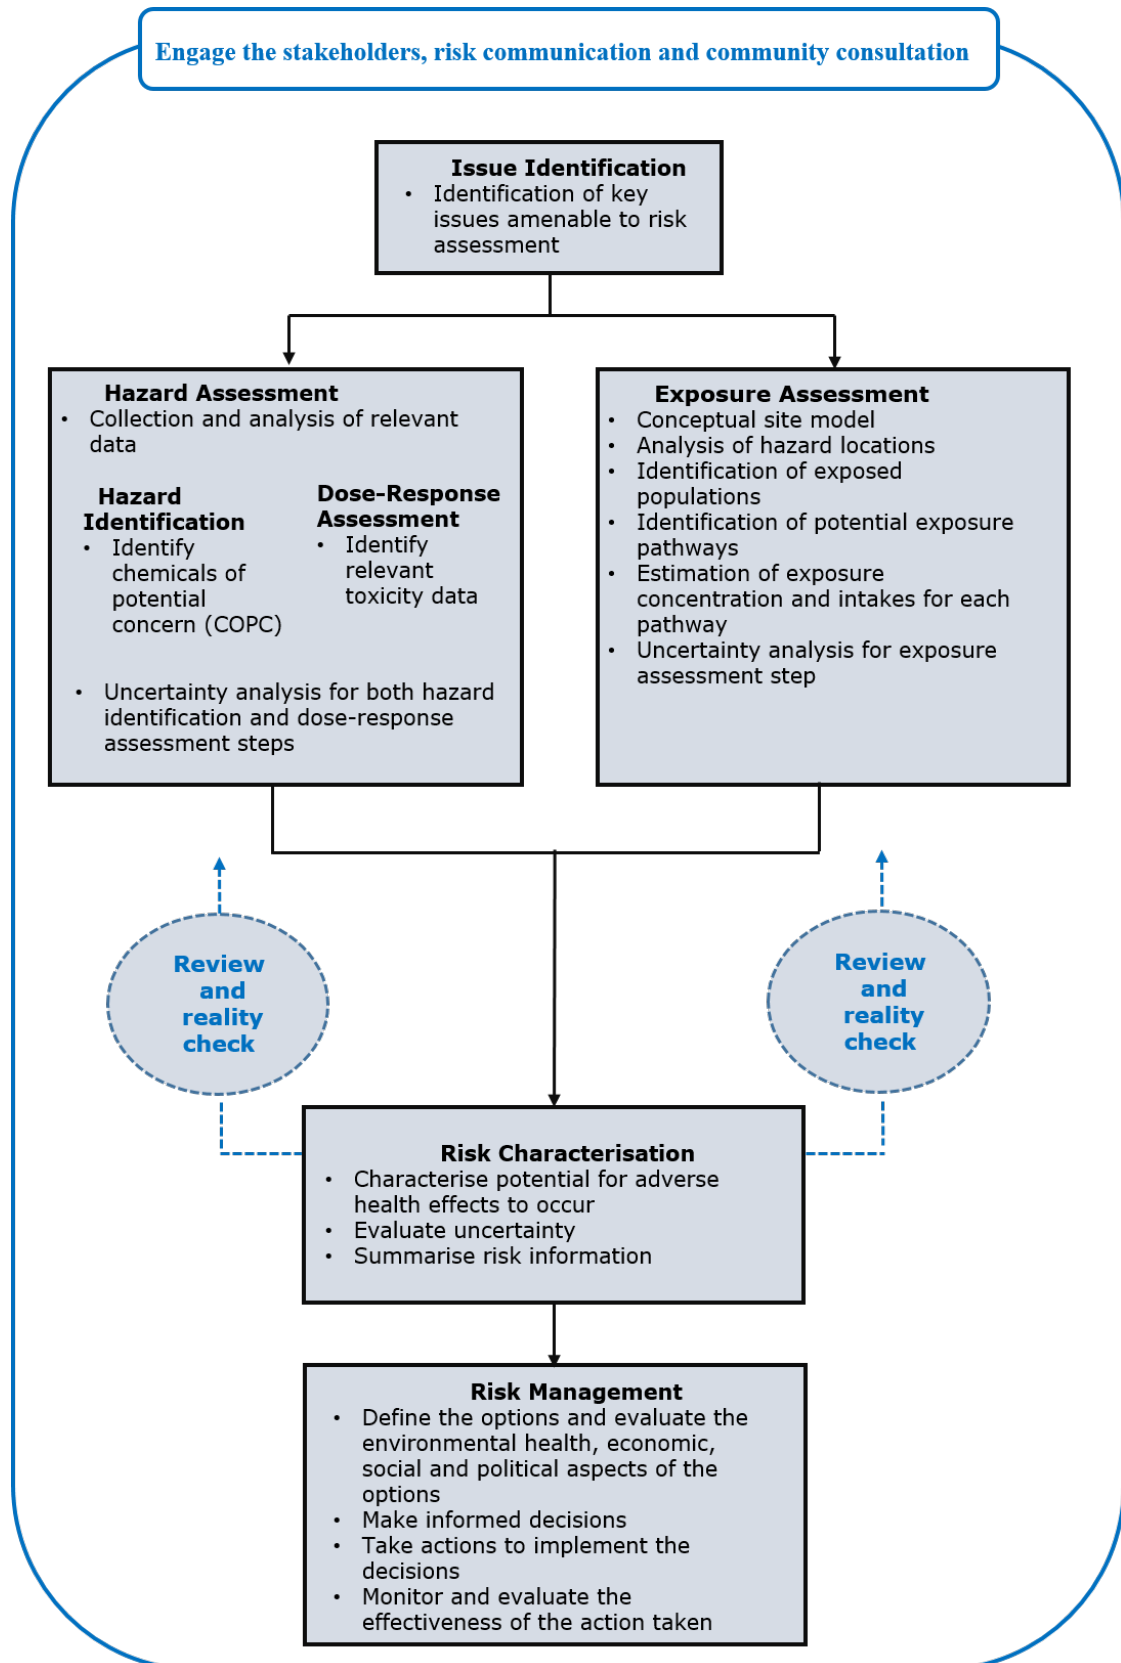 Engage the stakeholders, risk communication and community consultation
Issue Identification
• Identification of key
issues amenable to risk
assessment
Hazard Assessment
• Collection and analysis of relevant
data
Hazard
Identification
• Identify
chemicals of
potential
concern (COPC)
Dose-Response
Assessment
• Identify
relevant
toxicity data
• Uncertainty analysis for both hazard
identification and dose-response
assessment steps
Exposure Assessment
• Conceptual site model
• Analysis of hazard locations
• Identification of exposed
populations
• Identification of potential exposure
pathways
• Estimation of exposure
concentration and intakes for each
pathway
• Uncertainty analysis for exposure
assessment step
Review
and
reality
check
Review
and
reality
check
Risk Characterisation
• Characterise potential for adverse
health effects to occur
• Evaluate uncertainty
• Summarise risk information
Risk Management
• Define the options and evaluate the
environmental health, economic,
social and political aspects of the
options
• Make informed decisions
• Take actions to implement the
decisions
• Monitor and evaluate the
effectiveness of the action taken